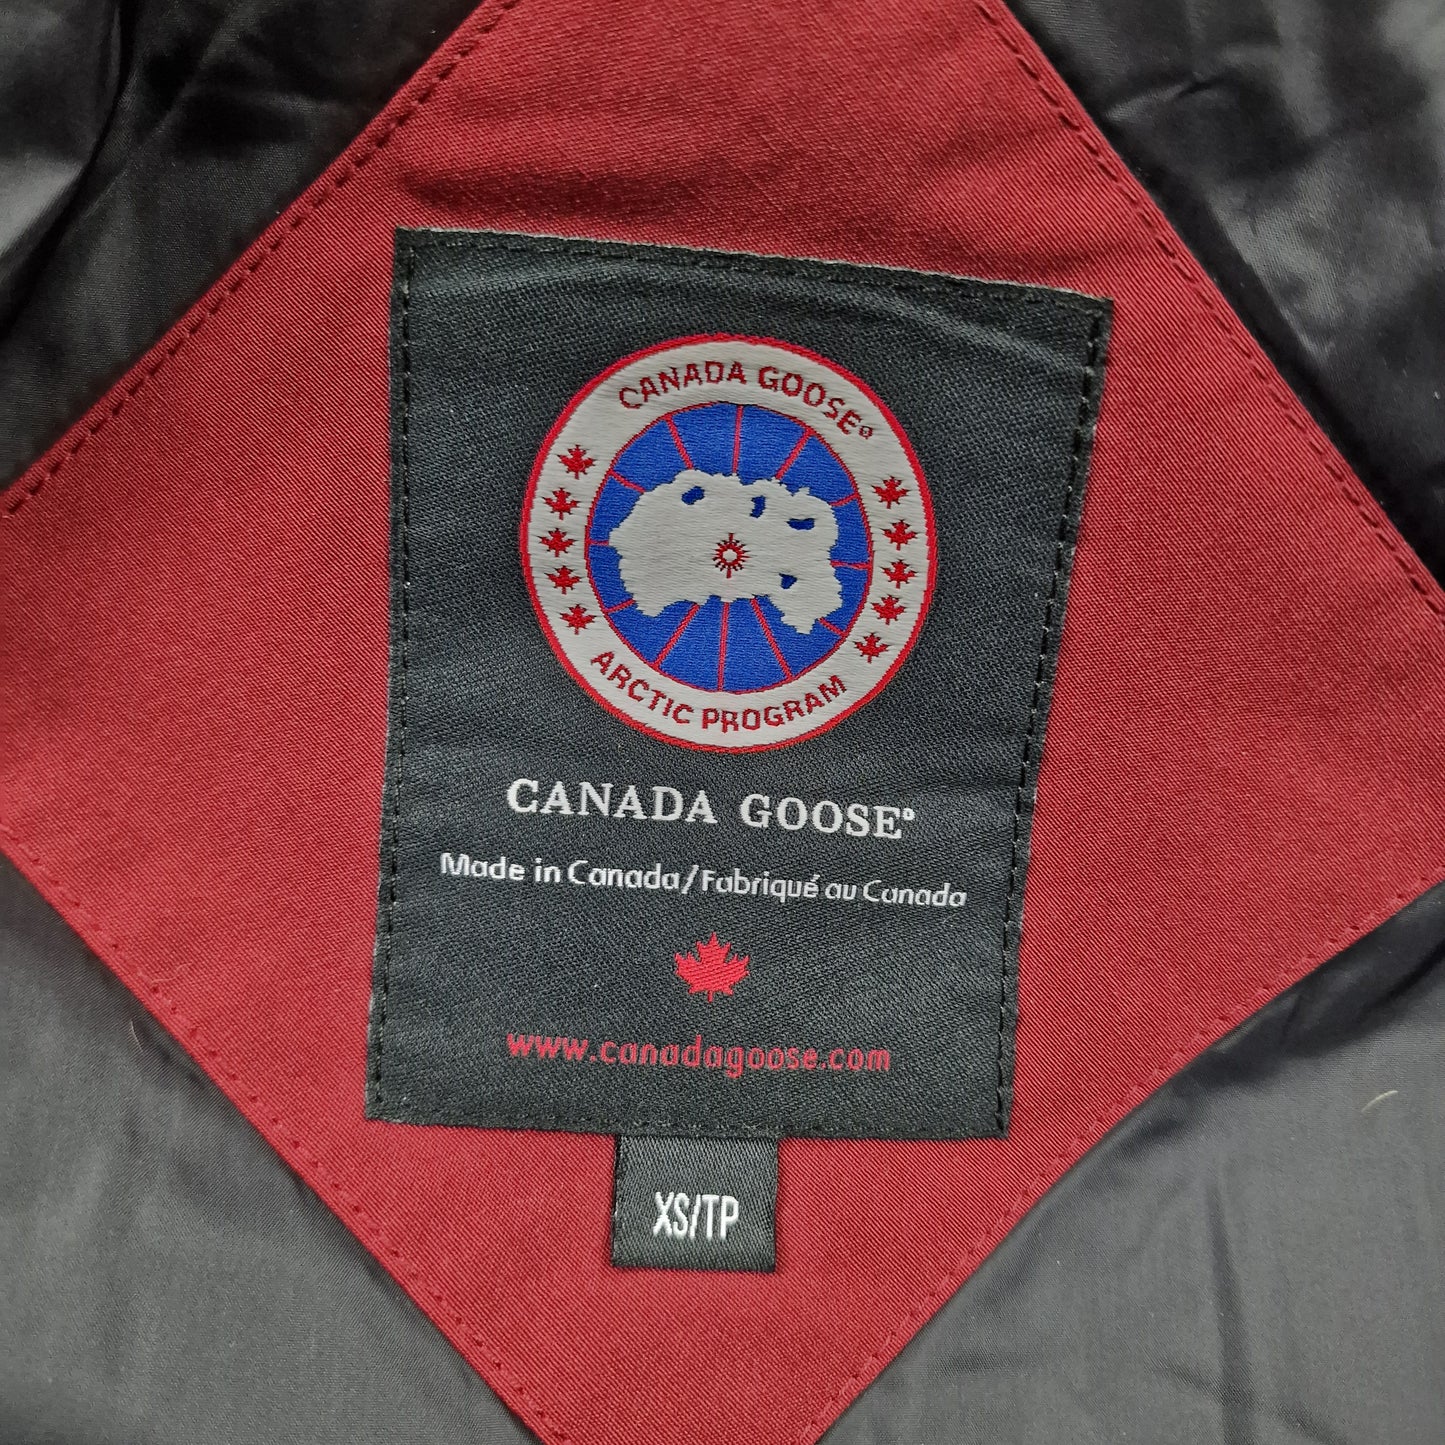 CANADA GOOSE®
ARCTIC PROGRAM
CANADA GOOSE®
Made in Canada/Fabriqué au Canada
www.canadagoose.com
XS/TP